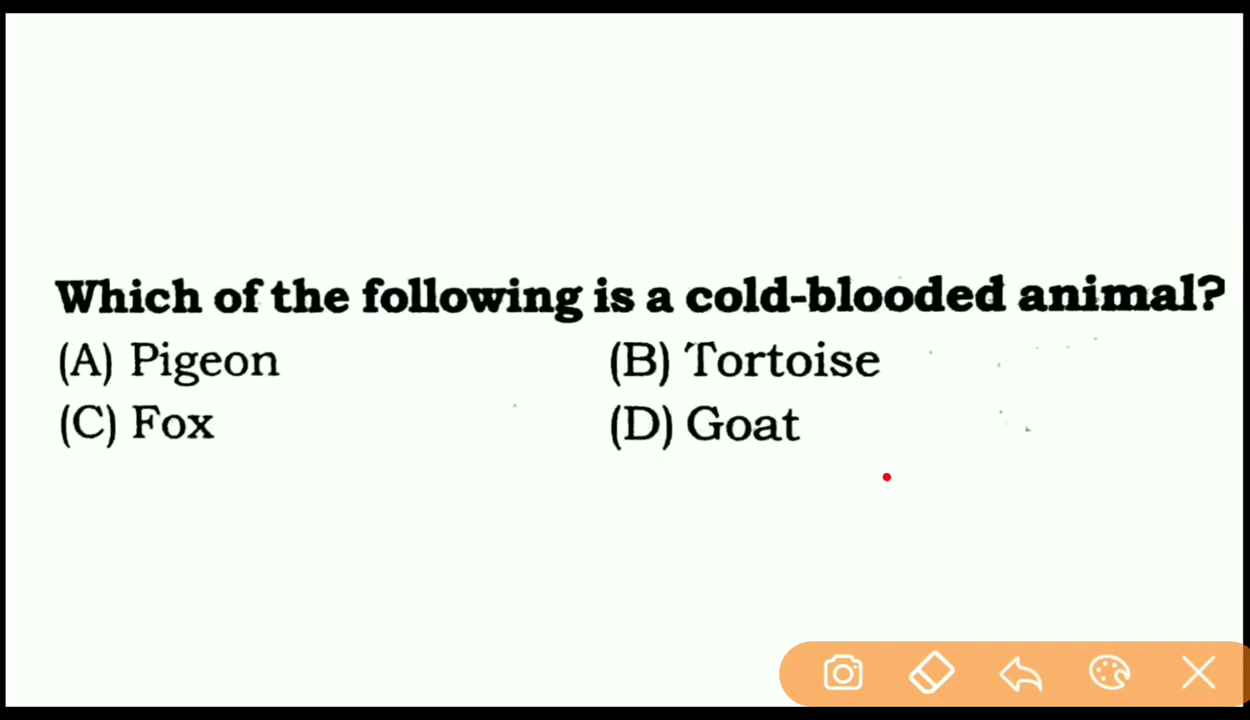 Which of the following is a cold-blooded animal?
(A) Pigeon (B) Tortoise
(C) Fox (D) Goat